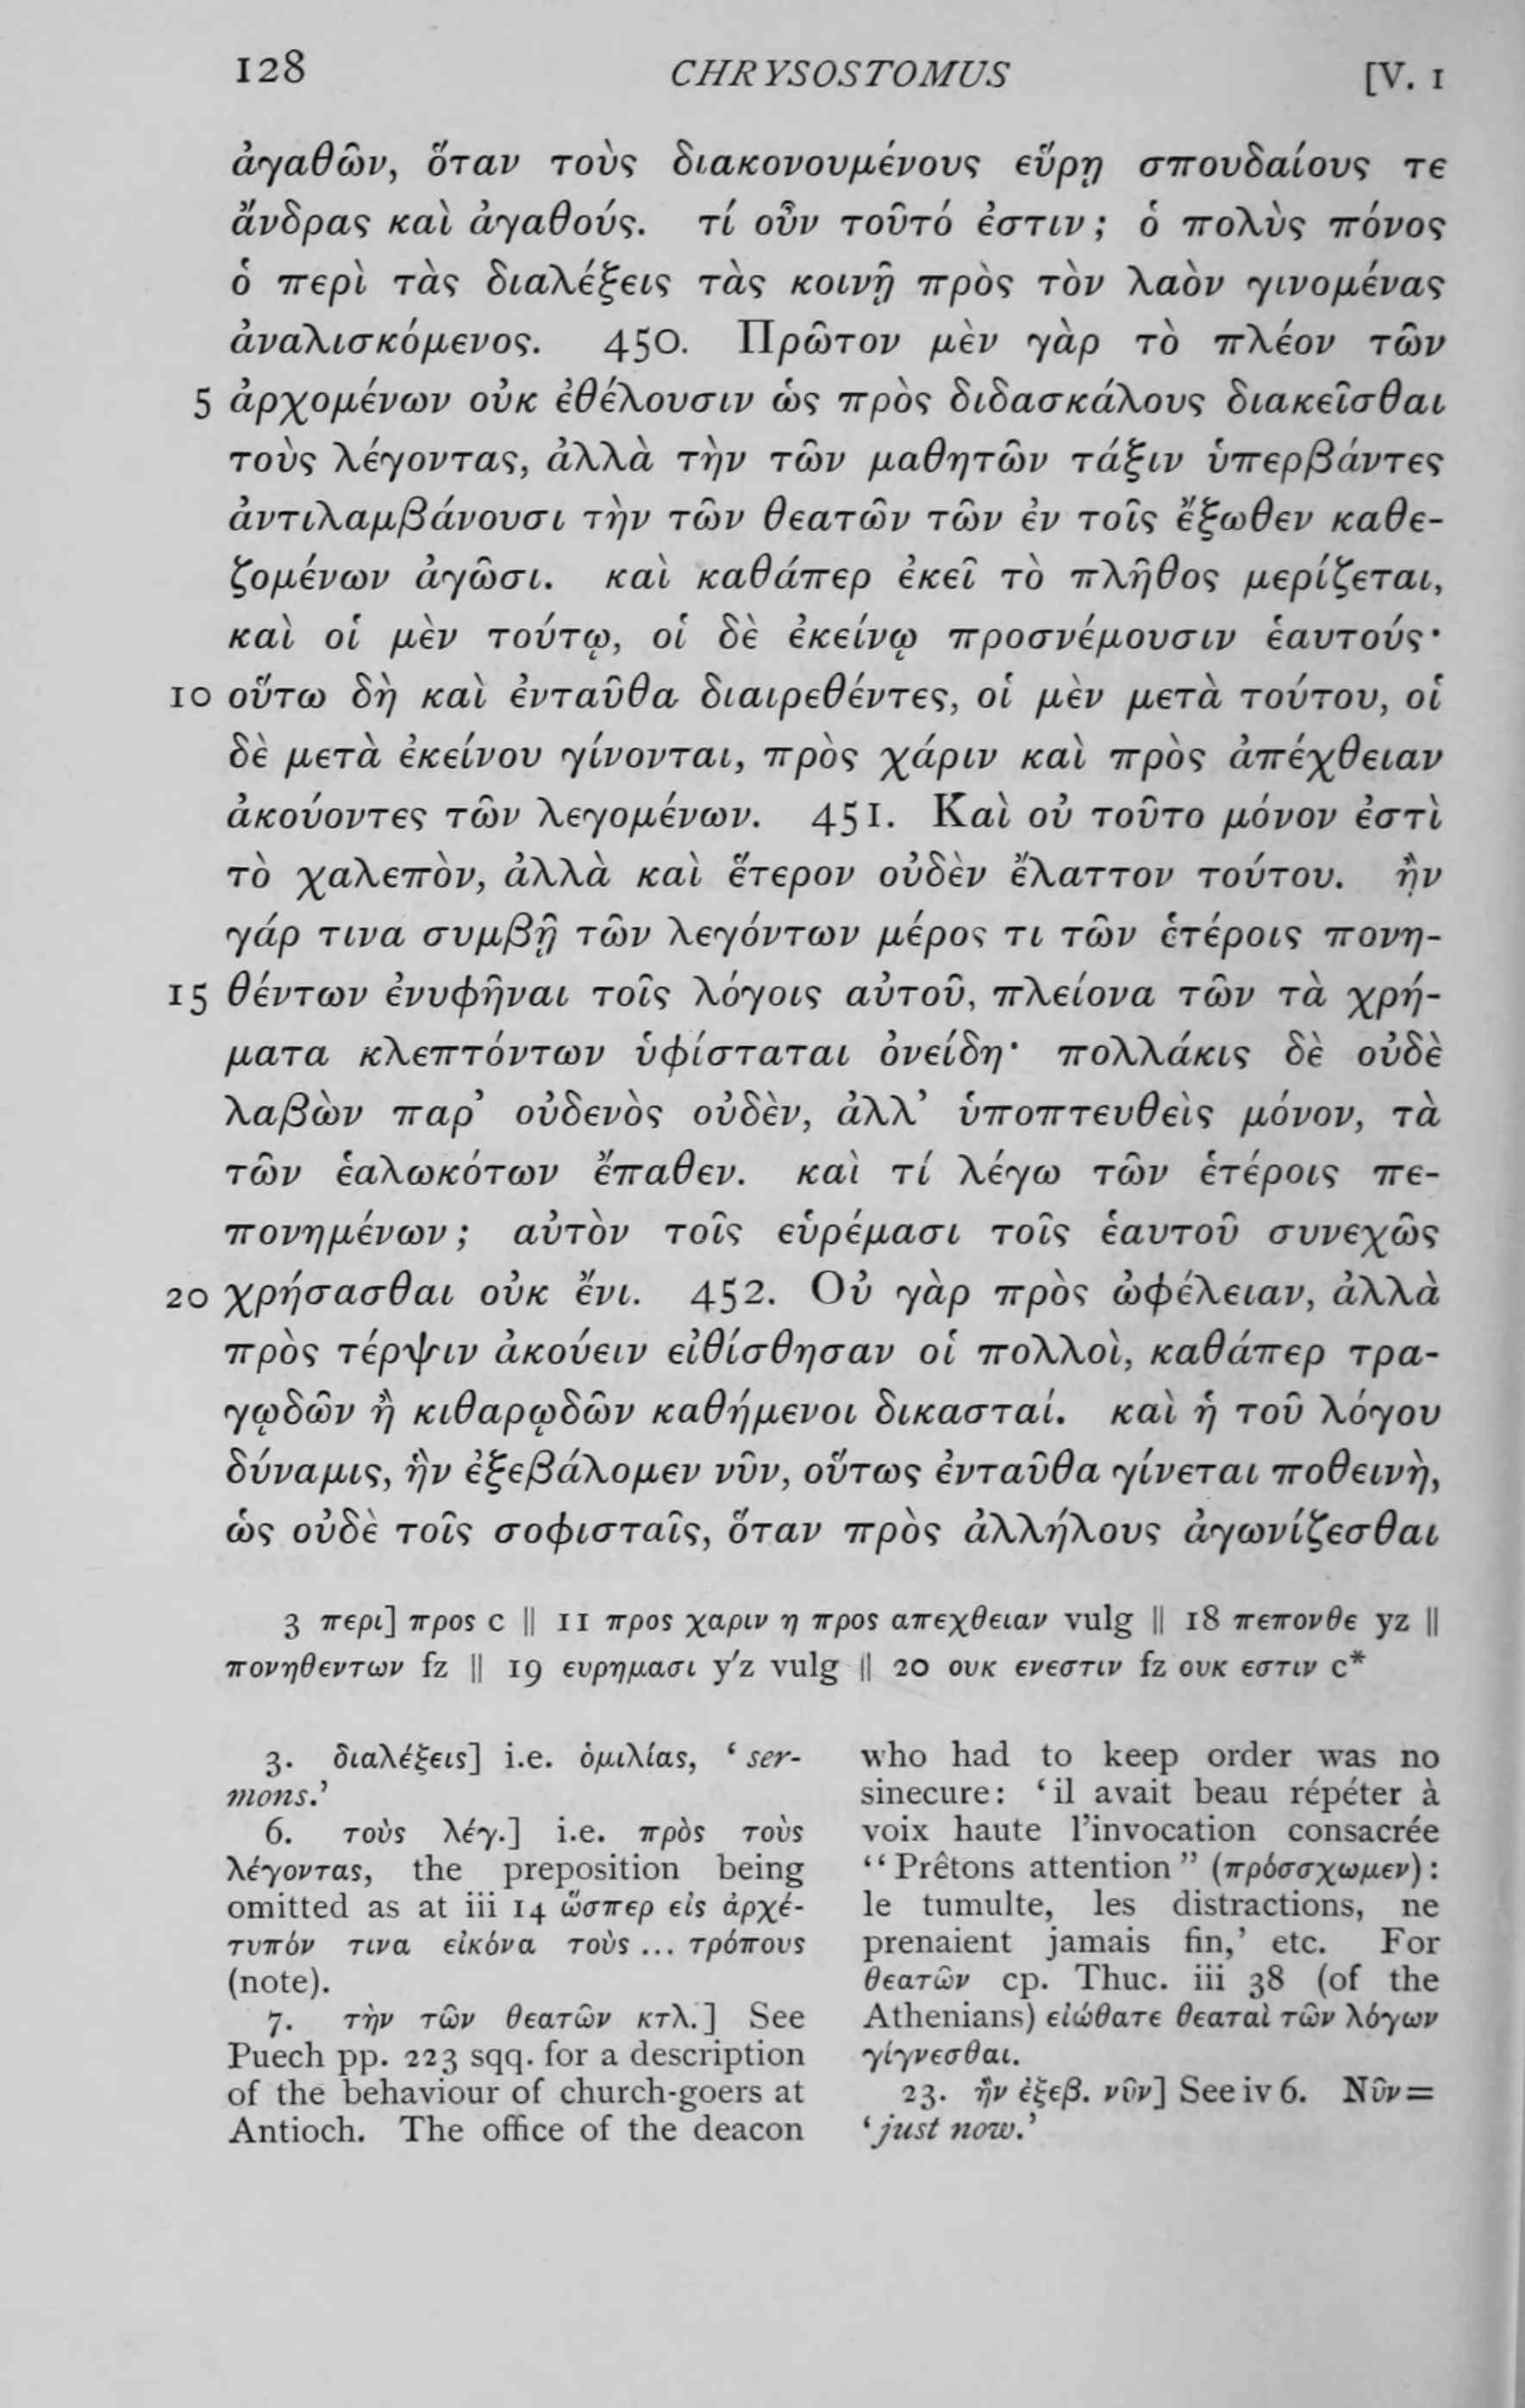 128
CHRYSOSTOMUS
[V. 1
ἀγαθῶν, ὅταν τοὺς διακονουμένους εὕρῃ σπουδαίους τε
ἄνδρας καὶ ἀγαθούς. τί οὖν τοῦτό ἐστιν; ὁ πολὺς πόνος
ὁ περὶ τὰς διαλέξεις τὰς κοινῇ πρὸς τὸν λαὸν γινομένας
ἀναλισκόμενος. 450. Πρῶτον μὲν γὰρ τὸ πλέον τῶν
5 ἀρχομένων οὐκ ἐθέλουσιν ὡς πρὸς διδασκάλους διακεῖσθαι
τοὺς λέγοντας, ἀλλὰ τὴν τῶν μαθητῶν τάξιν ὑπερβάντες
ἀντιλαμβάνουσι τὴν τῶν θεατῶν τῶν ἐν τοῖς ἔξωθεν καθε-
ζομένων ἀγῶσι. καὶ καθάπερ ἐκεῖ τὸ πλῆθος μερίζεται,
καὶ οἱ μὲν τούτῳ, οἱ δὲ ἐκείνῳ προσνέμουσιν ἑαυτούς·
10 οὕτω δὴ καὶ ἐνταῦθα διαιρεθέντες, οἱ μὲν μετὰ τούτου, οἱ
δὲ μετὰ ἐκείνου γίνονται, πρὸς χάριν καὶ πρὸς ἀπέχθειαν
ἀκούοντες τῶν λεγομένων. 451. Καὶ οὐ τοῦτο μόνον ἐστὶ
τὸ χαλεπὸν, ἀλλὰ καὶ ἕτερον οὐδὲν ἔλαττον τούτου. ἢν
γάρ τινα συμβῇ τῶν λεγόντων μέρος τι τῶν ἑτέροις πονη-
15 θέντων ἐνυφῆναι τοῖς λόγοις αὐτοῦ, πλείονα τῶν τὰ χρή-
ματα κλεπτόντων ὑφίσταται ὀνείδη· πολλάκις δὲ οὐδὲ
λαβὼν παρ’ οὐδενὸς οὐδὲν, ἀλλ’ ὑποπτευθεὶς μόνον, τὰ
τῶν ἑαλωκότων ἔπαθεν. καὶ τί λέγω τῶν ἑτέροις πε-
πονημένων; αὐτὸν τοῖς εὑρέμασι τοῖς ἑαυτοῦ συνεχῶς
20 χρήσασθαι οὐκ ἔνι. 452. Οὐ γὰρ πρὸς ὠφέλειαν, ἀλλὰ
πρὸς τέρψιν ἀκούειν εἰθίσθησαν οἱ πολλοὶ, καθάπερ τρα-
γῳδῶν ἢ κιθαρῳδῶν καθήμενοι δικασταί. καὶ ἡ τοῦ λόγου
δύναμις, ἣν ἐξεβάλομεν νῦν, οὕτως ἐνταῦθα γίνεται ποθεινὴ,
ὡς οὐδὲ τοῖς σοφισταῖς, ὅταν πρὸς ἀλλήλους ἀγωνίζεσθαι
3 περι] προς c || 11 προς χαριν η προς απεχθειαν vulg || 18 πεπονθε yz ||
πονηθεντων fz || 19 ευρημασι y'z vulg || 20 ουκ ενεστιν fz ουκ εστιν c*
3. διαλέξεις] i.e. ὁμιλίας, ‘ser-
mons.’
6. τοὺς λέγ.] i.e. πρὸς τοὺς
λέγοντας, the preposition being
omitted as at iii 14 ὥσπερ εἰς ἀρχέ-
τυπόν τινα εἰκόνα τοὺς ... τρόπους
(note).
7. τὴν τῶν θεατῶν κτλ.] See
Puech pp. 223 sqq. for a description
of the behaviour of church-goers at
Antioch. The office of the deacon
who had to keep order was no
sinecure: ‘il avait beau répéter à
voix haute l’invocation consacrée
“Prêtons attention” (πρόσσχωμεν):
le tumulte, les distractions, ne
prenaient jamais fin,’ etc. For
θεατῶν cp. Thuc. iii 38 (of the
Athenians) εἰώθατε θεαταὶ τῶν λόγων
γίγνεσθαι.
23. ἣν ἐξεβ. νῦν] See iv 6. Νῦν=
‘just now.’